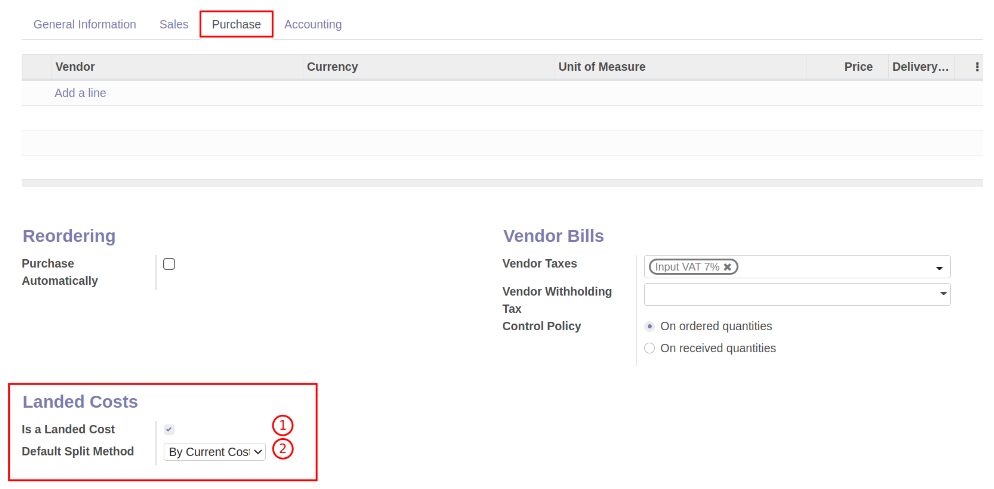 General Information Sales Purchase Accounting
Vendor Currency Unit of Measure Price Delivery...
Add a line
Reordering
Purchase
Automatically
Vendor Bills
Vendor Taxes Input VAT 7%
Vendor Withholding
Tax
Control Policy On ordered quantities
On received quantities
Landed Costs
Is a Landed Cost 1
Default Split Method By Current Cos 2